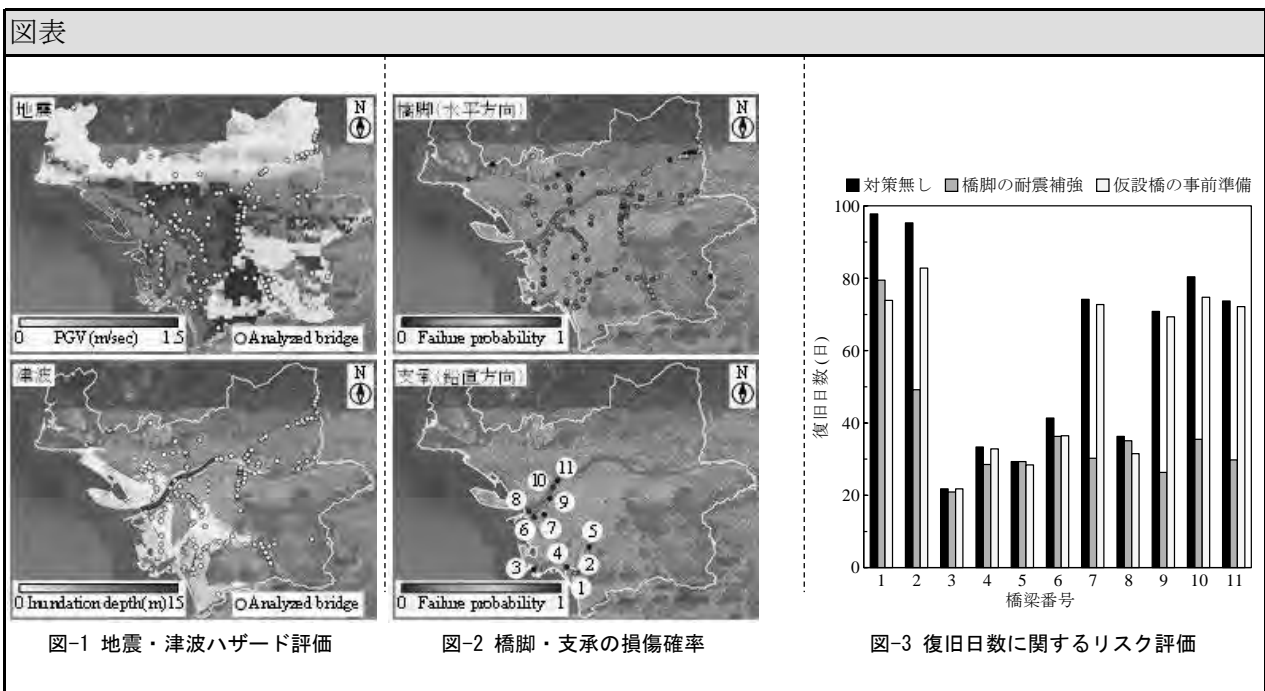 図表
地震
N
0 PGV(m/sec) 1.5 Analyzed bridge
津波
N
0 Inundation depth(m)15 Analyzed bridge
図-1 地震・津波ハザード評価
橋脚(水平方向)
N
0 Failure probability 1
支承(鉛直方向)
N
11
10
8
9
6
7
5
4
3
2
1
0 Failure probability 1
図-2 橋脚・支承の損傷確率
対策無し 橋脚の耐震補強 仮設橋の事前準備
100
80
60
40
20
0
復旧日数(日)
1 2 3 4 5 6 7 8 9 10 11
橋梁番号
図-3 復旧日数に関するリスク評価